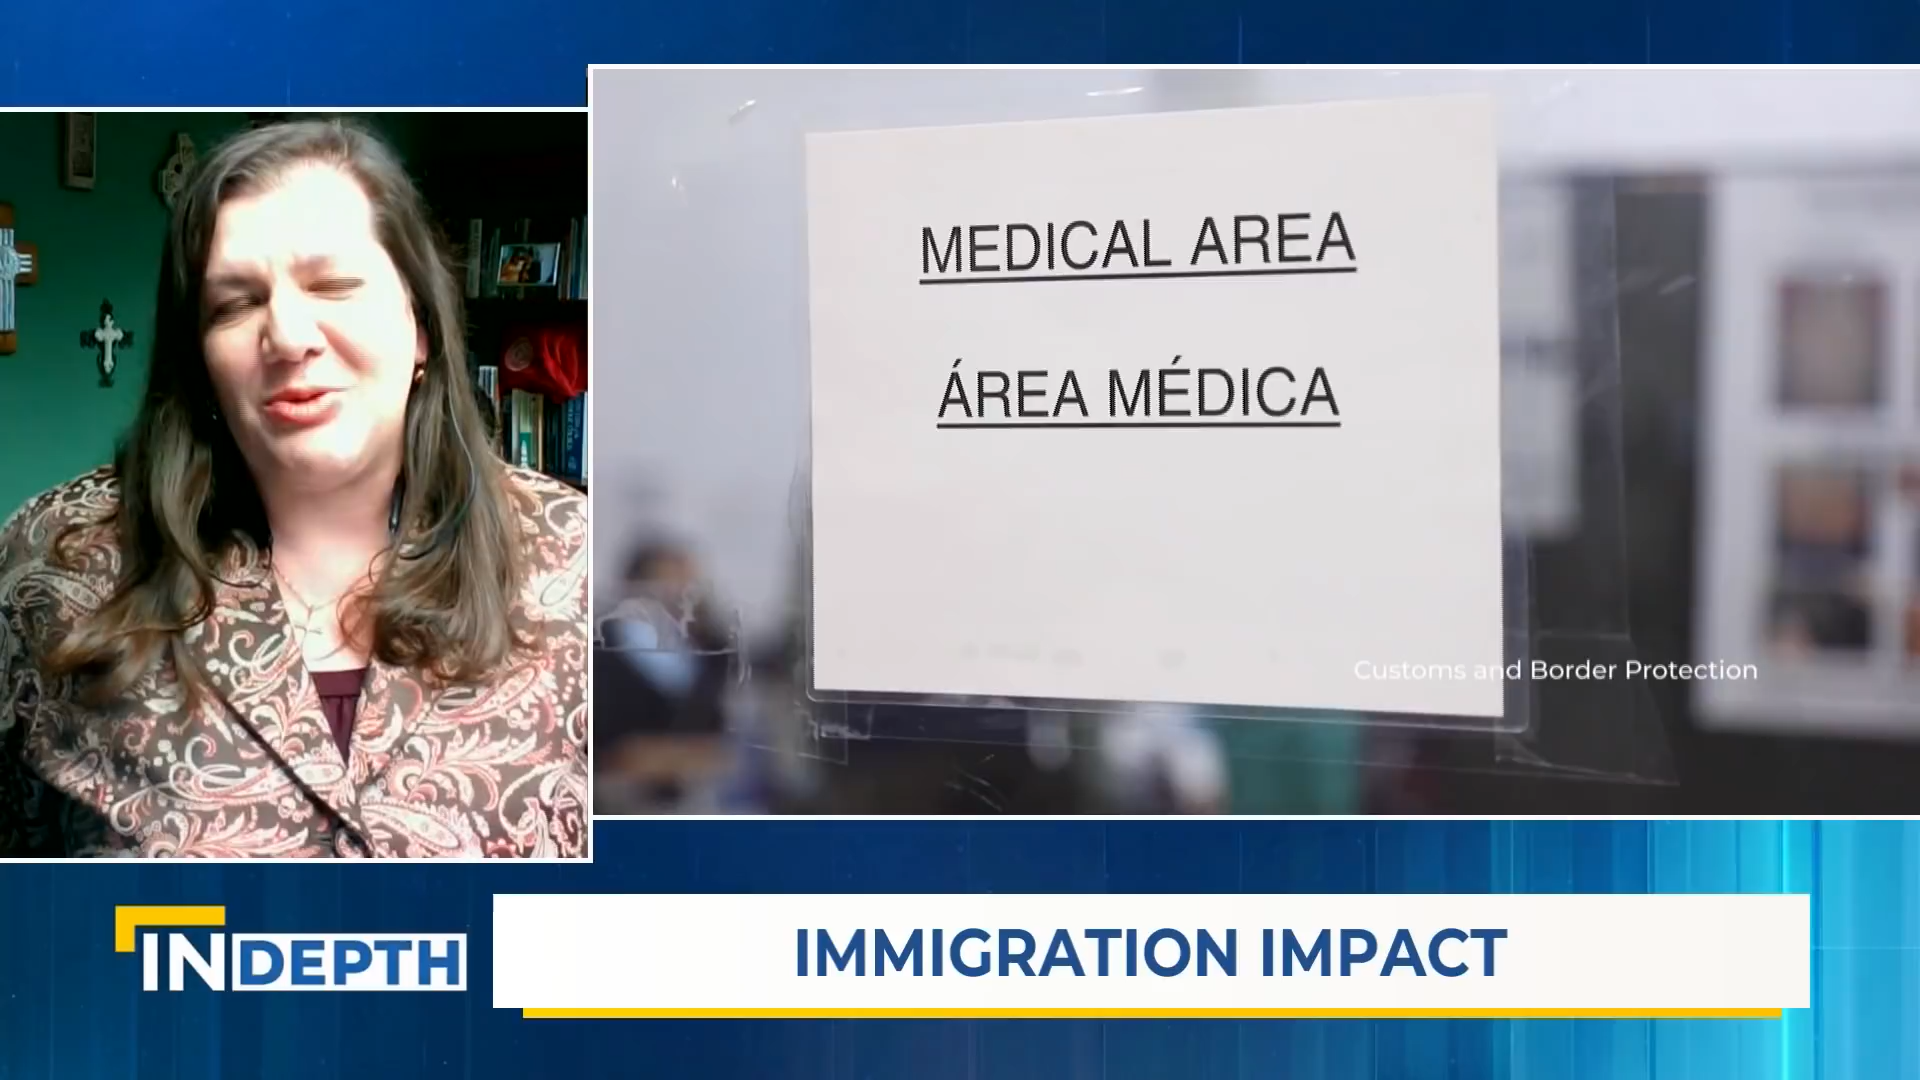 MEDICAL AREA
ÁREA MÉDICA
Customs and Border Protection
INDEPTH
IMMIGRATION IMPACT